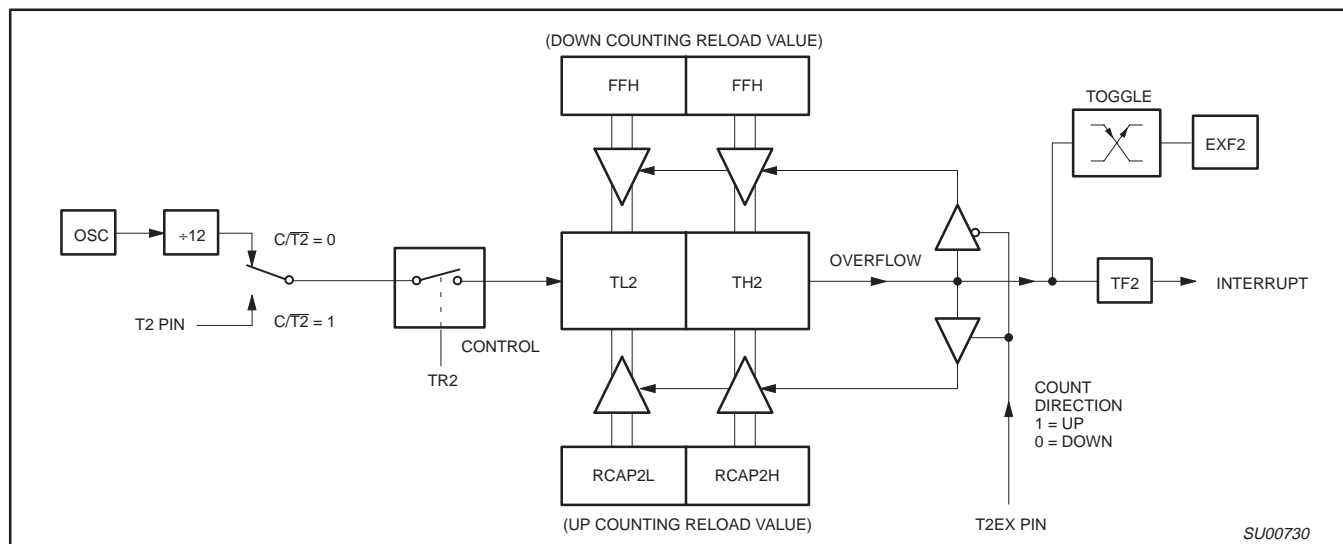 (DOWN COUNTING RELOAD VALUE)
FFH
FFH
TOGGLE
EXF2
OSC
÷12
C/T2̅ = 0
TL2
TH2
OVERFLOW
TF2
INTERRUPT
T2 PIN
C/T2̅ = 1
CONTROL
TR2
COUNT
DIRECTION
1 = UP
0 = DOWN
RCAP2L
RCAP2H
(UP COUNTING RELOAD VALUE)
T2EX PIN
SU00730